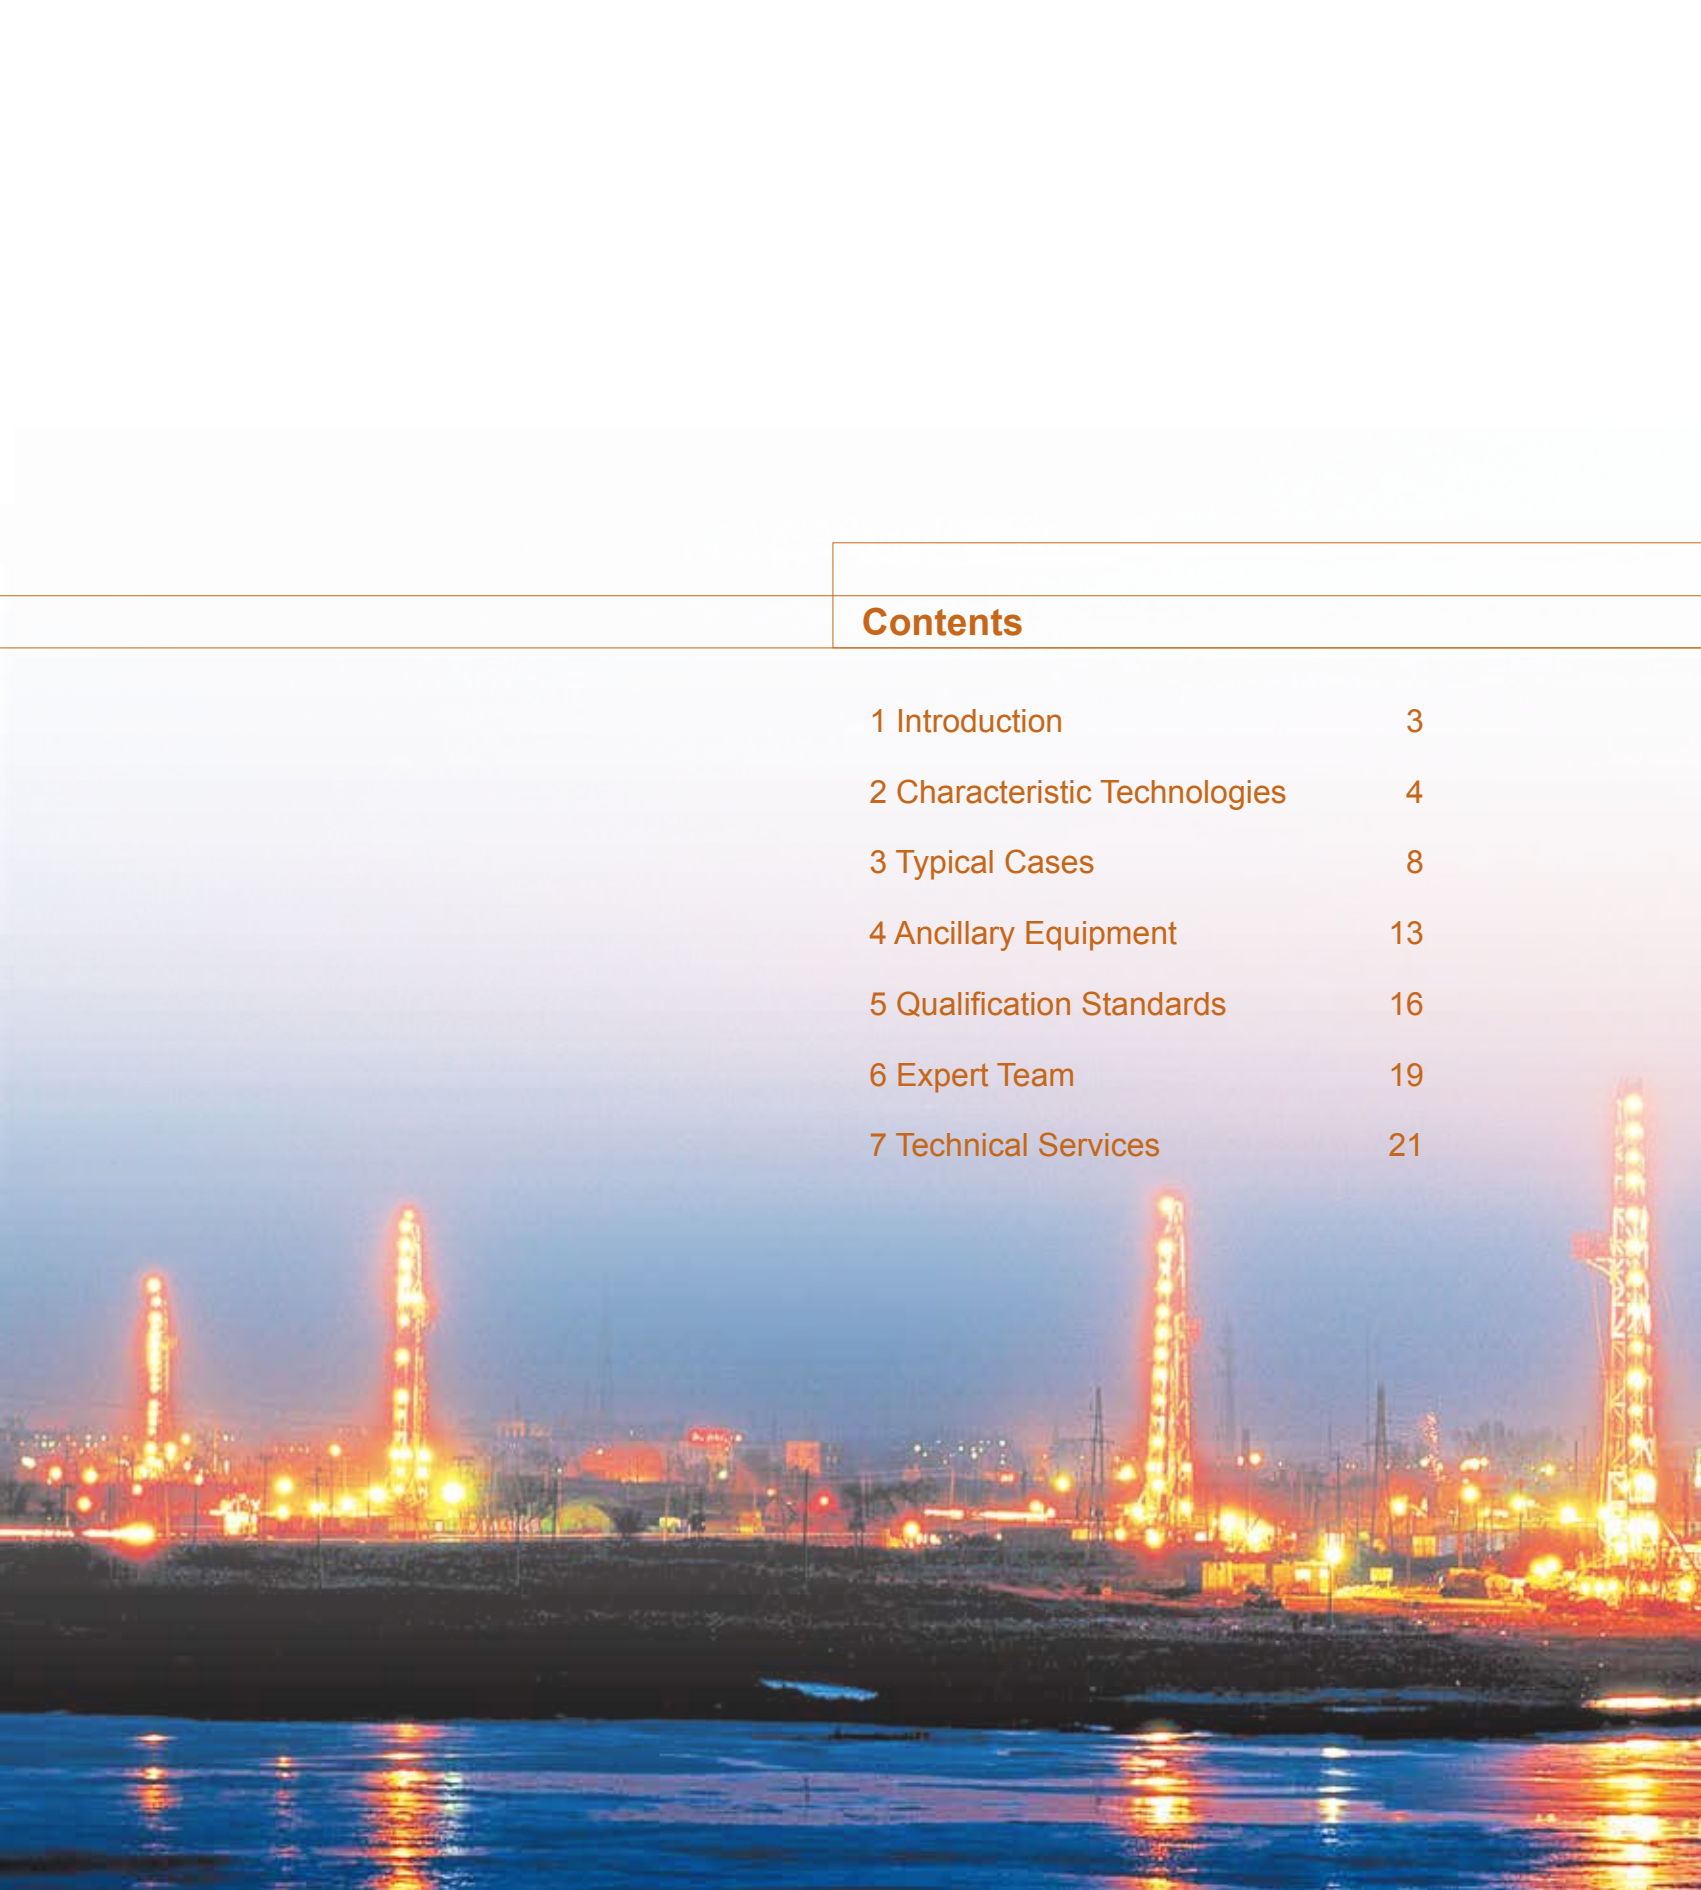 Contents
1 Introduction 3
2 Characteristic Technologies 4
3 Typical Cases 8
4 Ancillary Equipment 13
5 Qualification Standards 16
6 Expert Team 19
7 Technical Services 21